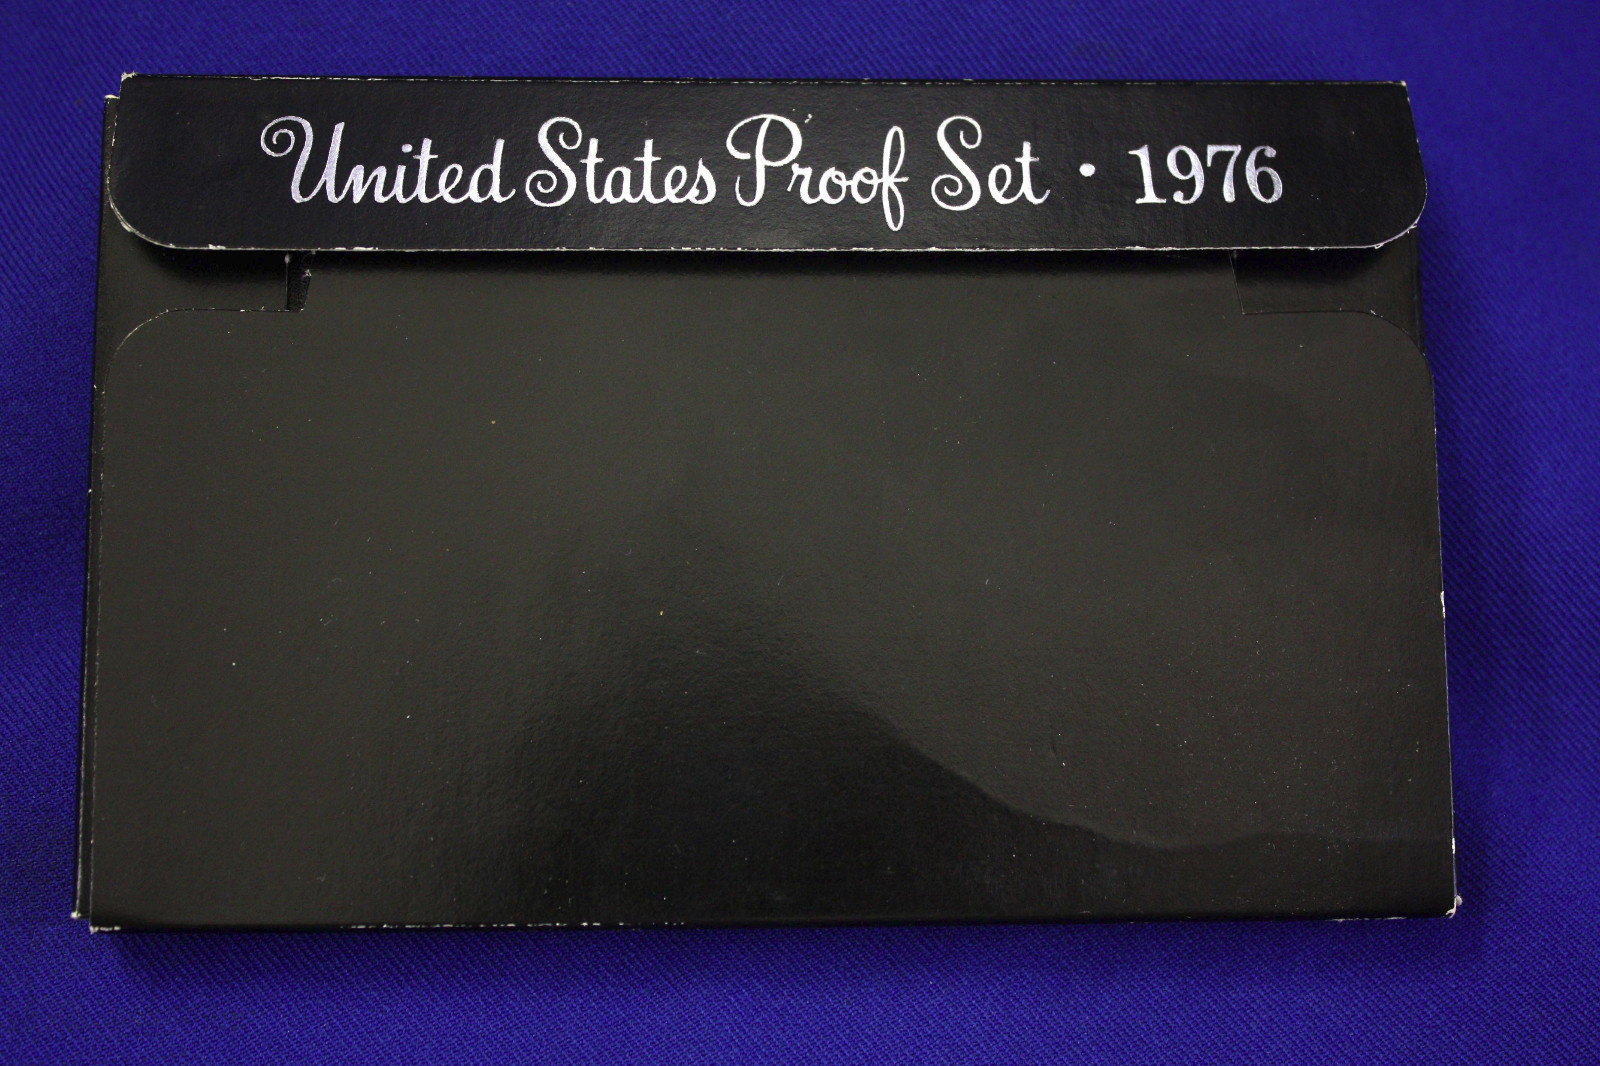 United States Proof Set · 1976